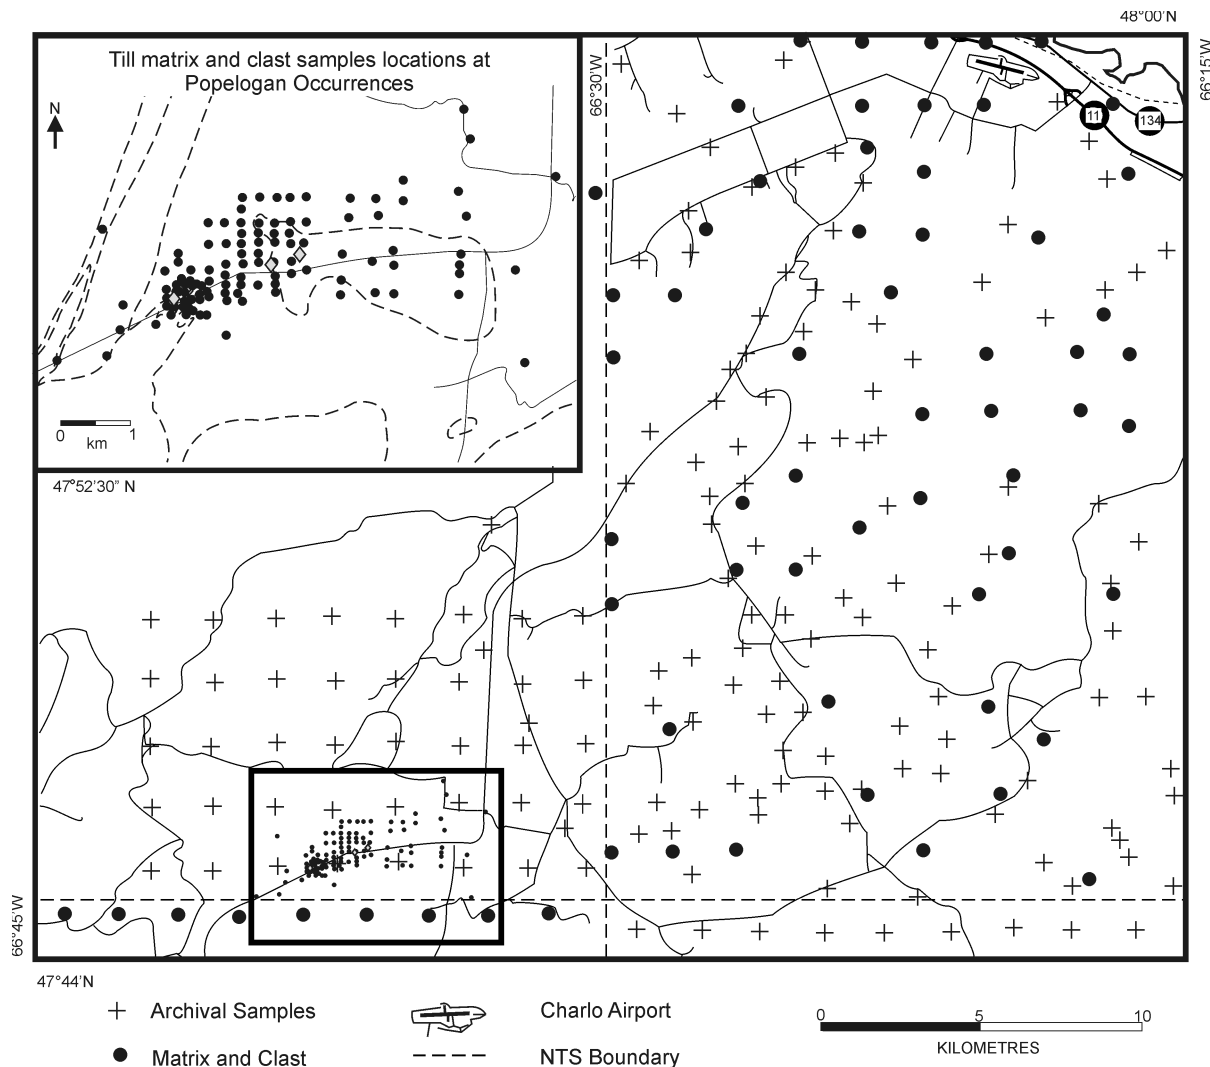 48°00'N
Till matrix and clast samples locations at
Popelogan Occurrences
N
66°30'W
66°15'W
11
134
0
1
km
47°52'30" N
66°45'W
47°44'N
Archival Samples
Charlo Airport
Matrix and Clast
NTS Boundary
0
5
10
KILOMETRES